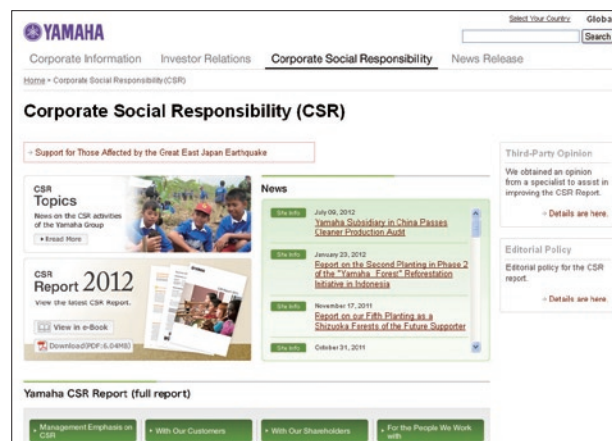 Select Your Country Globa
YAMAHA
Search
Corporate Information Investor Relations Corporate Social Responsibility News Release
Home > Corporate Social Responsibility (CSR)
Corporate Social Responsibility (CSR)
Support for Those Affected by the Great East Japan Earthquake
CSR
Topics
News on the CSR activities
of the Yamaha Group
Rread More
CSR
Report 2012
View the latest CSR Report.
View in e-Book
Download(PDF:6.04MB)
News
Site Info July 09, 2012
Yamaha Subsidiary in China Passes
Cleaner Production Audit
Site Info January 23, 2012
Report on the Second Planting in Phase 2
of the "Yamaha Forest" Reforestation
Initiative in Indonesia
Site Info November 17, 2011
Report on our Fifth Planting as a
Shizuoka Forests of the Future Supporter
Site Info October 31, 2011
Third-Party Opinion
We obtained an opinion
from a specialist to assist in
improving the CSR Report.
Details are here.
Editorial Policy
Editorial policy for the CSR
report.
Details are here.
Yamaha CSR Report (full report)
Management Emphasis on
CSR
With Our Customers
With Our Shareholders
For the People We Work
with